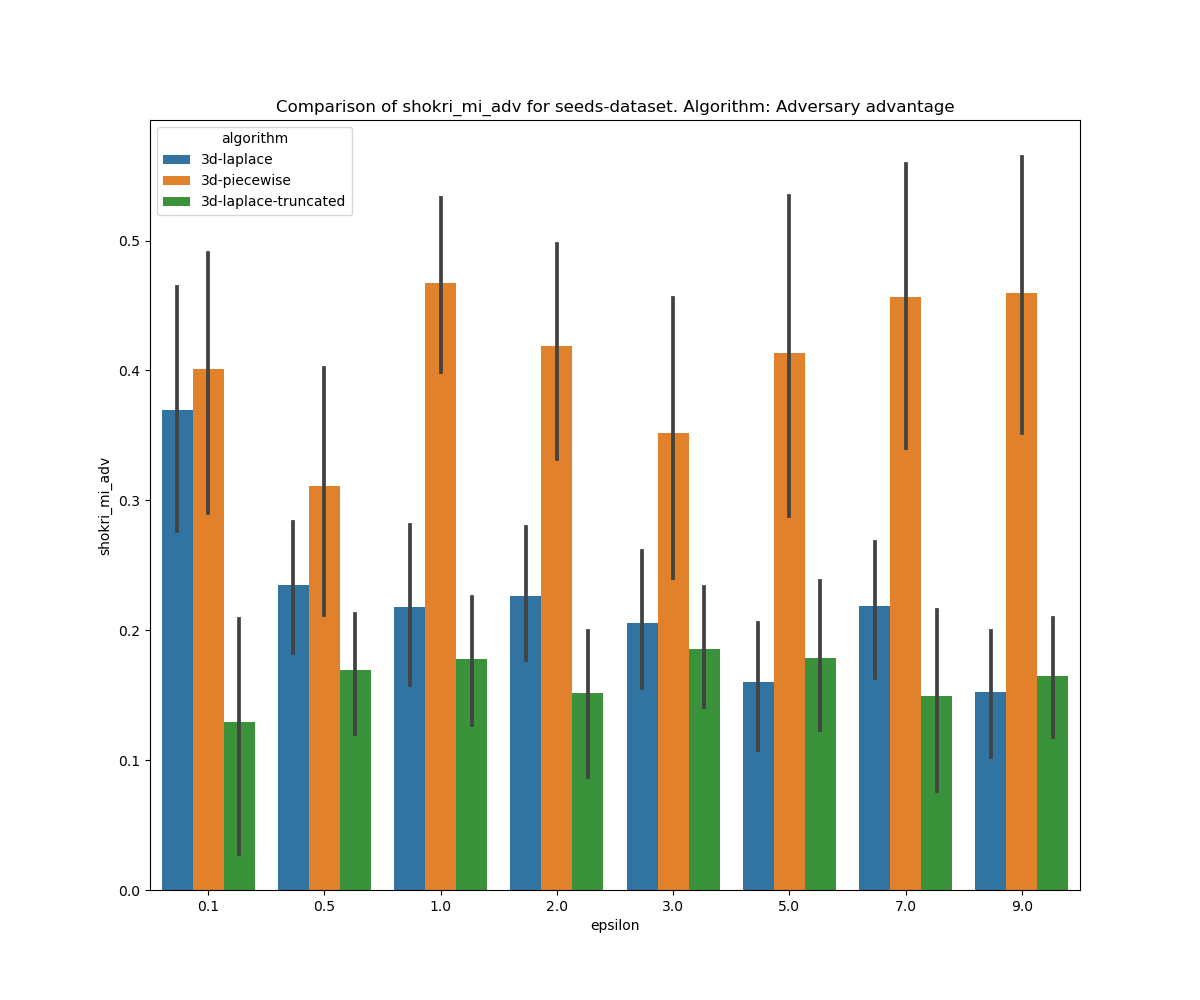 Comparison of shokri_mi_adv for seeds-dataset. Algorithm: Adversary advantage
algorithm
3d-laplace
3d-piecewise
3d-laplace-truncated
shokri_mi_adv
0.5
0.4
0.3
0.2
0.1
0.0
0.1 0.5 1.0 2.0 3.0 5.0 7.0 9.0
epsilon